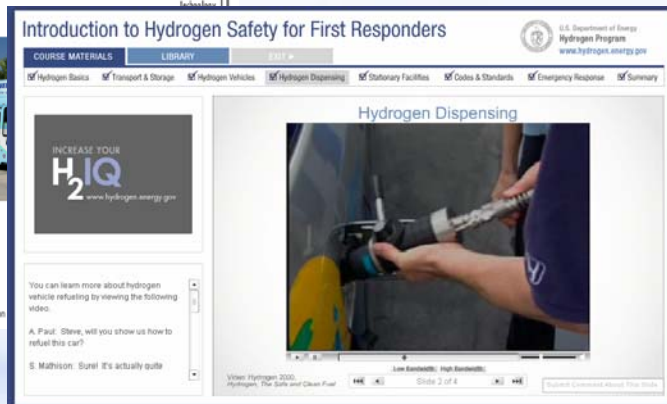 Introduction to Hydrogen Safety for First Responders
U.S. Department of Energy
Hydrogen Program
www.hydrogen.energy.gov
COURSE MATERIALS
LIBRARY
EXIT
Hydrogen Basics
Transport & Storage
Hydrogen Vehicles
Hydrogen Dispensing
Stationary Facilities
Codes & Standards
Emergency Response
Summary
INCREASE YOUR
H2IQ
www.hydrogen.energy.gov
Hydrogen Dispensing
You can learn more about hydrogen
vehicle refueling by viewing the following
video.
A. Paul: Steve, will you show us how to
refuel this car?
S. Mathison: Sure! It's actually quite
Low Bandwidth; High Bandwidth;
Video: Hydrogen 2000,
Hydrogen, The Safe and Clean Fuel
Slide 2 of 4
Submit Comment About This Slide